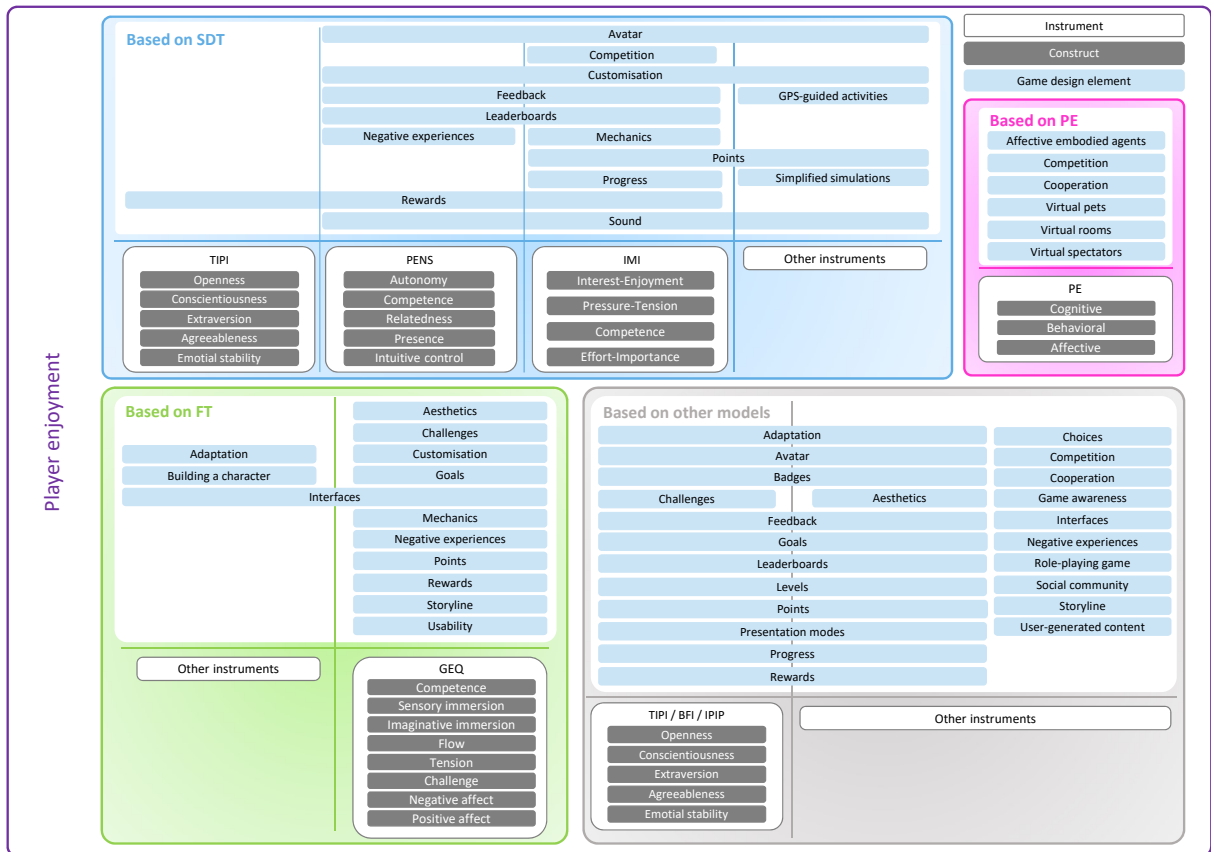 Player enjoyment
Based on SDT
Avatar
Competition
Customisation
Feedback
GPS-guided activities
Leaderboards
Negative experiences
Mechanics
Points
Progress
Simplified simulations
Rewards
Sound
TIPI
Openness
Conscientiousness
Extraversion
Agreeableness
Emotial stability
PENS
Autonomy
Competence
Relatedness
Presence
Intuitive control
IMI
Interest-Enjoyment
Pressure-Tension
Competence
Effort-Importance
Other instruments
Instrument
Construct
Game design element
Based on PE
Affective embodied agents
Competition
Cooperation
Virtual pets
Virtual rooms
Virtual spectators
PE
Cognitive
Behavioral
Affective
Based on FT
Aesthetics
Challenges
Adaptation
Customisation
Building a character
Goals
Interfaces
Mechanics
Negative experiences
Points
Rewards
Storyline
Usability
Other instruments
GEQ
Competence
Sensory immersion
Imaginative immersion
Flow
Tension
Challenge
Negative affect
Positive affect
Based on other models
Adaptation
Avatar
Badges
Challenges
Aesthetics
Feedback
Goals
Leaderboards
Levels
Points
Presentation modes
Progress
Rewards
Choices
Competition
Cooperation
Game awareness
Interfaces
Negative experiences
Role-playing game
Social community
Storyline
User-generated content
TIPI / BFI / IPIP
Openness
Conscientiousness
Extraversion
Agreeableness
Emotial stability
Other instruments